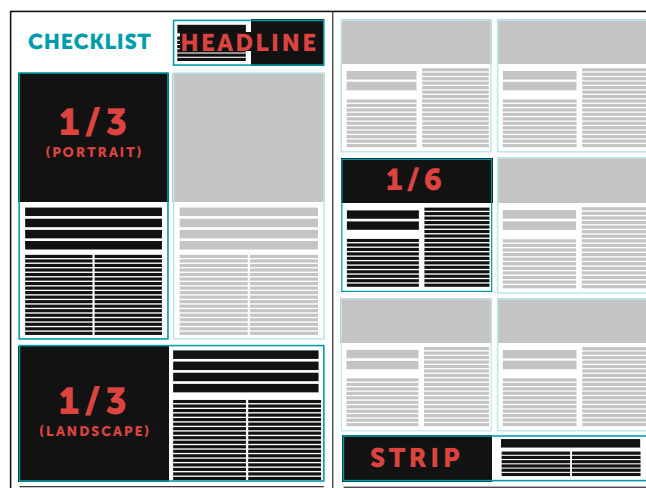 CHECKLIST
HEADLINE
1/3
(PORTRAIT)
1/3
(LANDSCAPE)
1/6
STRIP